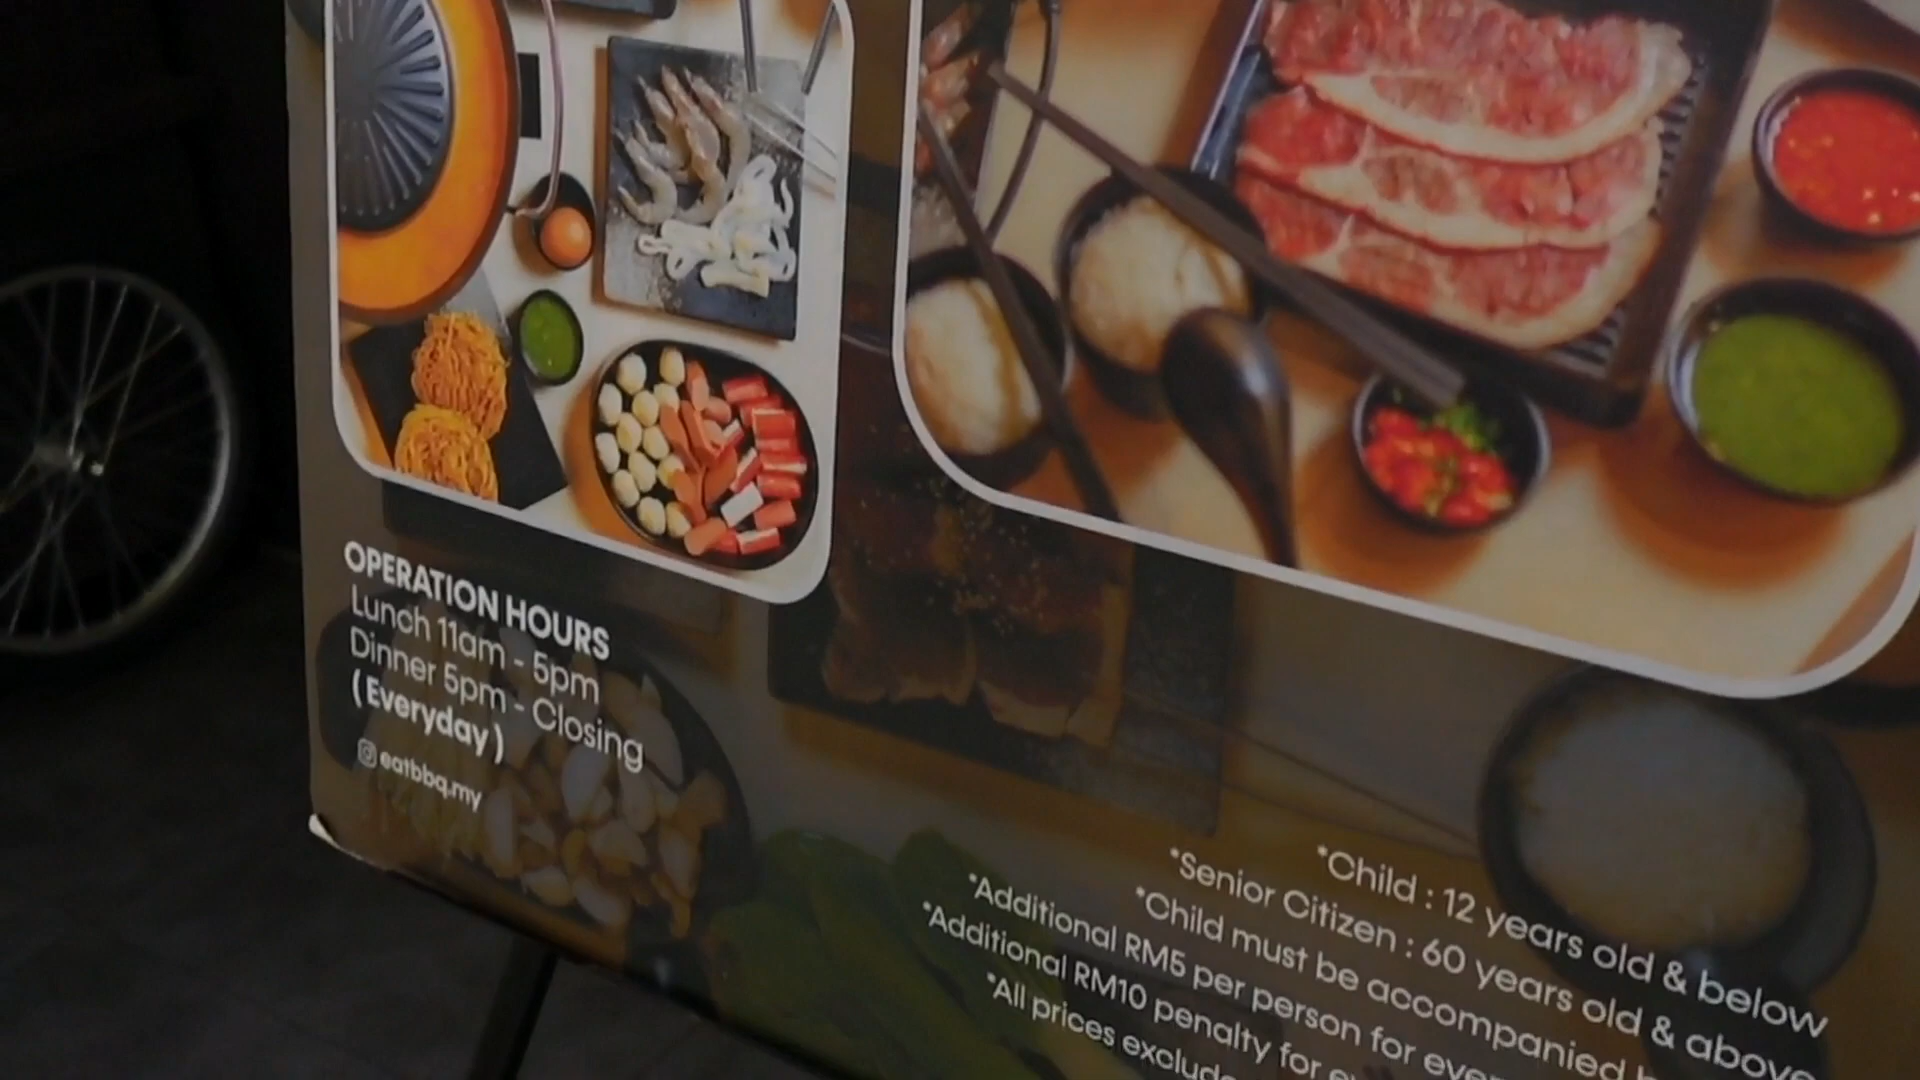 OPERATION HOURS
Lunch 11am - 5pm
Dinner 5pm - Closing
(Everyday)
eatbbq.my
*Child : 12 years old & below
*Senior Citizen : 60 years old & above
*Child must be accompanied
*Additional RM5 per person for
*Additional RM10 penalty for
*All prices